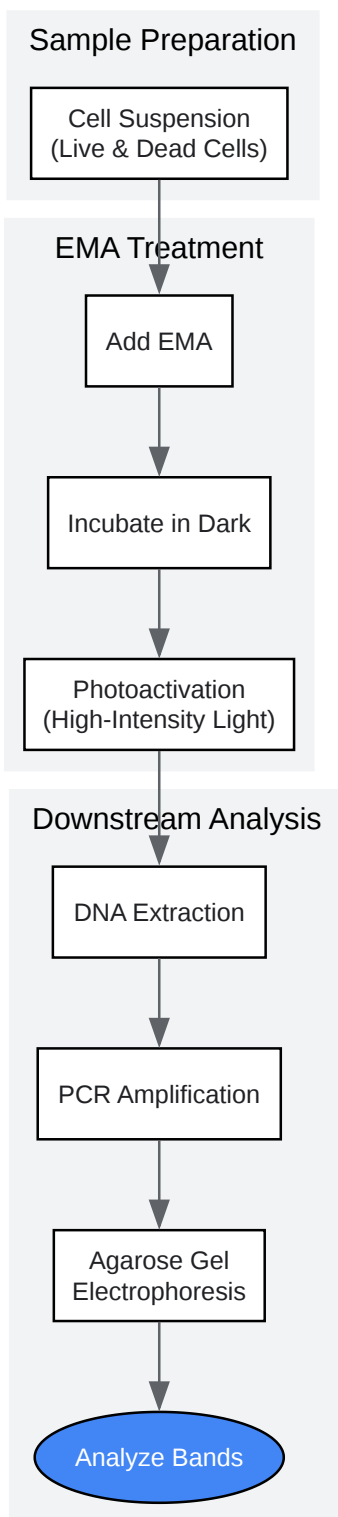 Sample Preparation
Cell Suspension
(Live & Dead Cells)
EMA Treatment
Add EMA
Incubate in Dark
Photoactivation
(High-Intensity Light)
Downstream Analysis
DNA Extraction
PCR Amplification
Agarose Gel
Electrophoresis
Analyze Bands